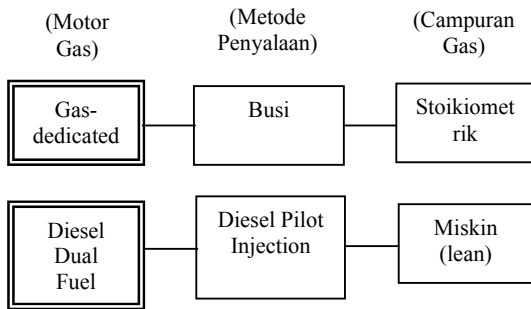 (Motor
Gas)
(Metode
Penyalaan)
(Campuran
Gas)
Gas-
dedicated
Busi
Stoikiomet
rik
Diesel
Dual
Fuel
Diesel Pilot
Injection
Miskin
(lean)